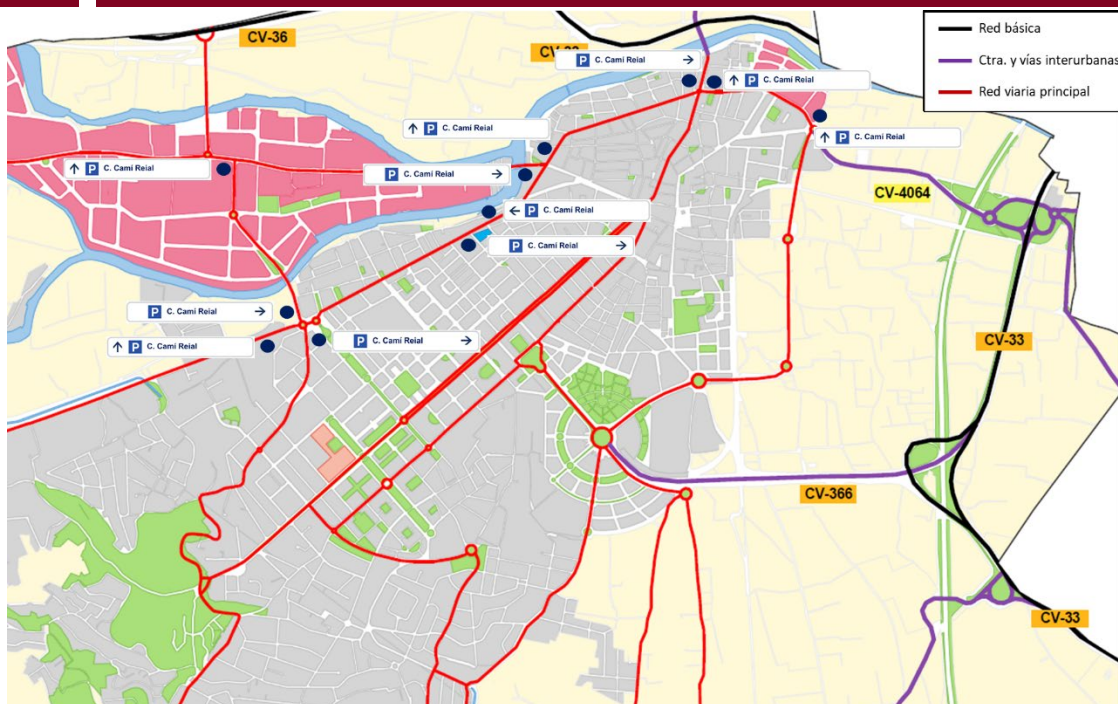 CV-36
Red básica
Ctra. y vías interurbanas
Red viaria principal
P C. Camí Reial →
↑ P C. Camí Reial
↑ P C. Camí Reial
↑ P C. Camí Reial
↑ P C. Camí Reial
P C. Camí Reial →
CV-4064
← P C. Camí Reial
P C. Camí Reial →
P C. Camí Reial →
↑ P C. Camí Reial
P C. Camí Reial →
CV-33
CV-366
CV-33